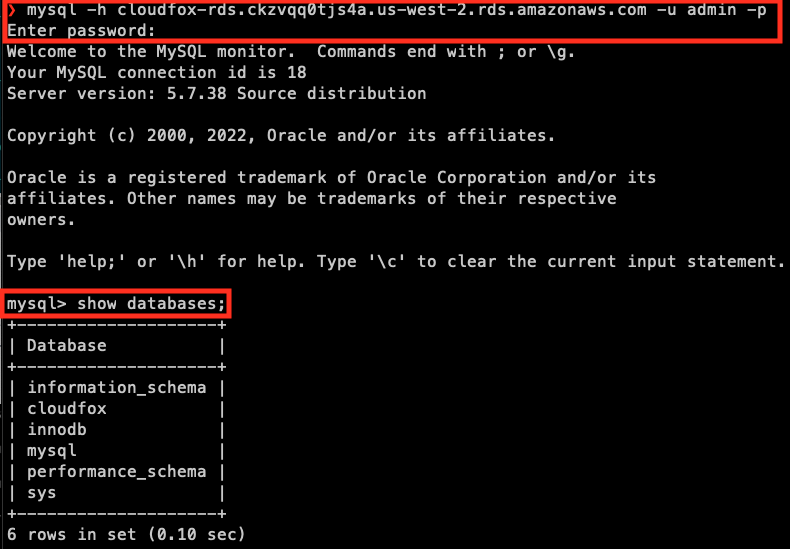 ❯ mysql -h cloudfox-rds.ckzvqq0tjs4a.us-west-2.rds.amazonaws.com -u admin -p
Enter password:
Welcome to the MySQL monitor.  Commands end with ; or \g.
Your MySQL connection id is 18
Server version: 5.7.38 Source distribution

Copyright (c) 2000, 2022, Oracle and/or its affiliates.

Oracle is a registered trademark of Oracle Corporation and/or its
affiliates. Other names may be trademarks of their respective
owners.

Type 'help;' or '\h' for help. Type '\c' to clear the current input statement.

mysql> show databases;
+--------------------+
| Database           |
+--------------------+
| information_schema |
| cloudfox           |
| innodb             |
| mysql              |
| performance_schema |
| sys                |
+--------------------+
6 rows in set (0.10 sec)